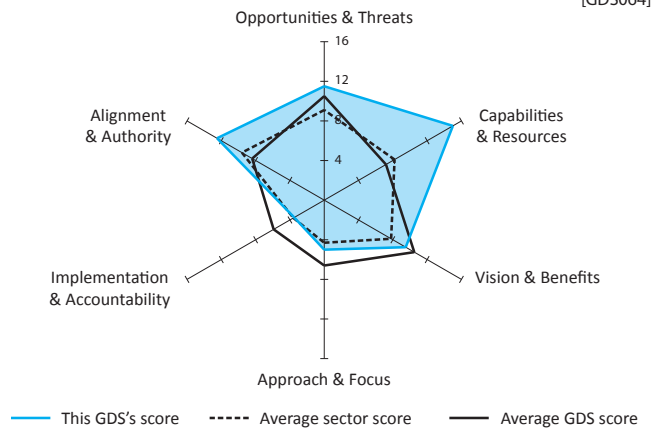 [GDS064]
Opportunities & Threats
16
12
8
4
Alignment
& Authority
Capabilities
& Resources
Implementation
& Accountability
Vision & Benefits
Approach & Focus
This GDS's score
Average sector score
Average GDS score